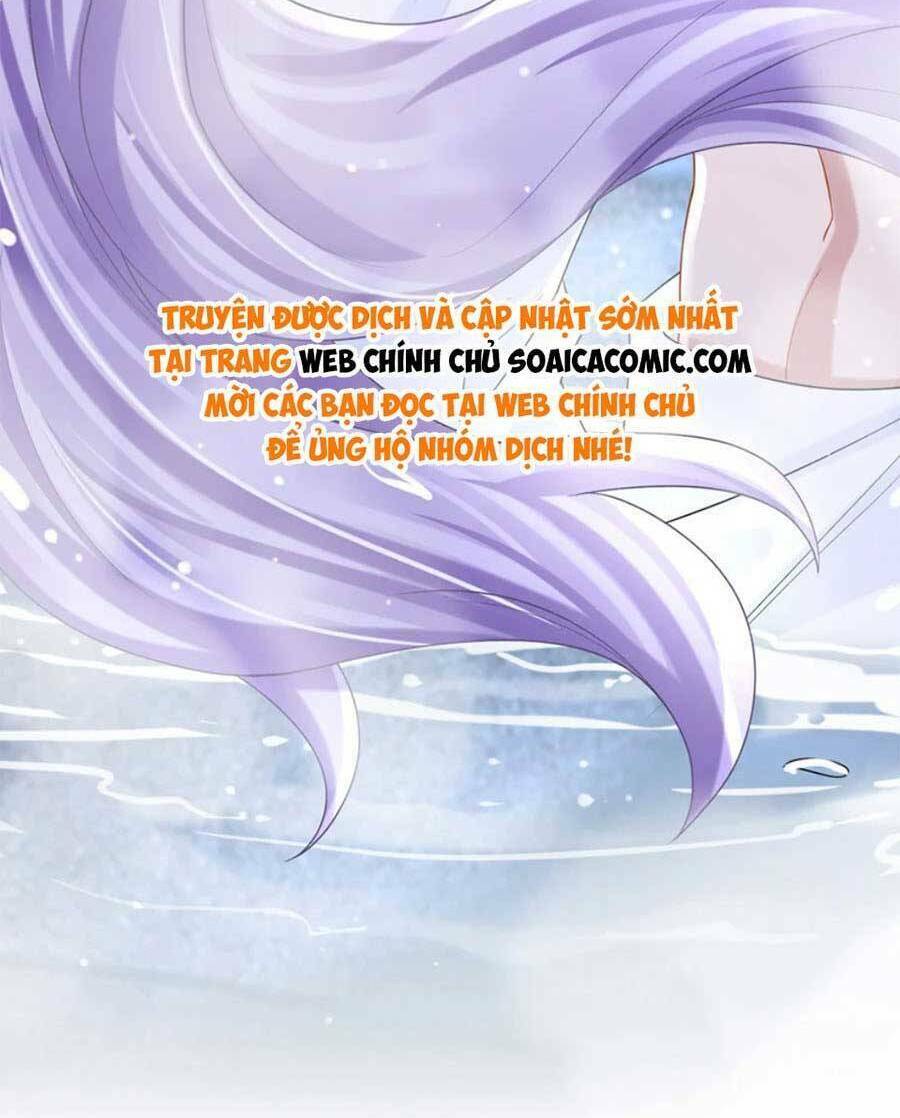 TRUYỆN ĐƯỢC DỊCH VÀ CẬP NHẬT SỚM NHẤT
TẠI TRANG WEB CHÍNH CHỦ SOAICACOMIC.COM
MỜI CÁC BẠN ĐỌC TẠI WEB CHÍNH CHỦ
ĐỂ ỦNG HỘ NHÓM DỊCH NHÉ!